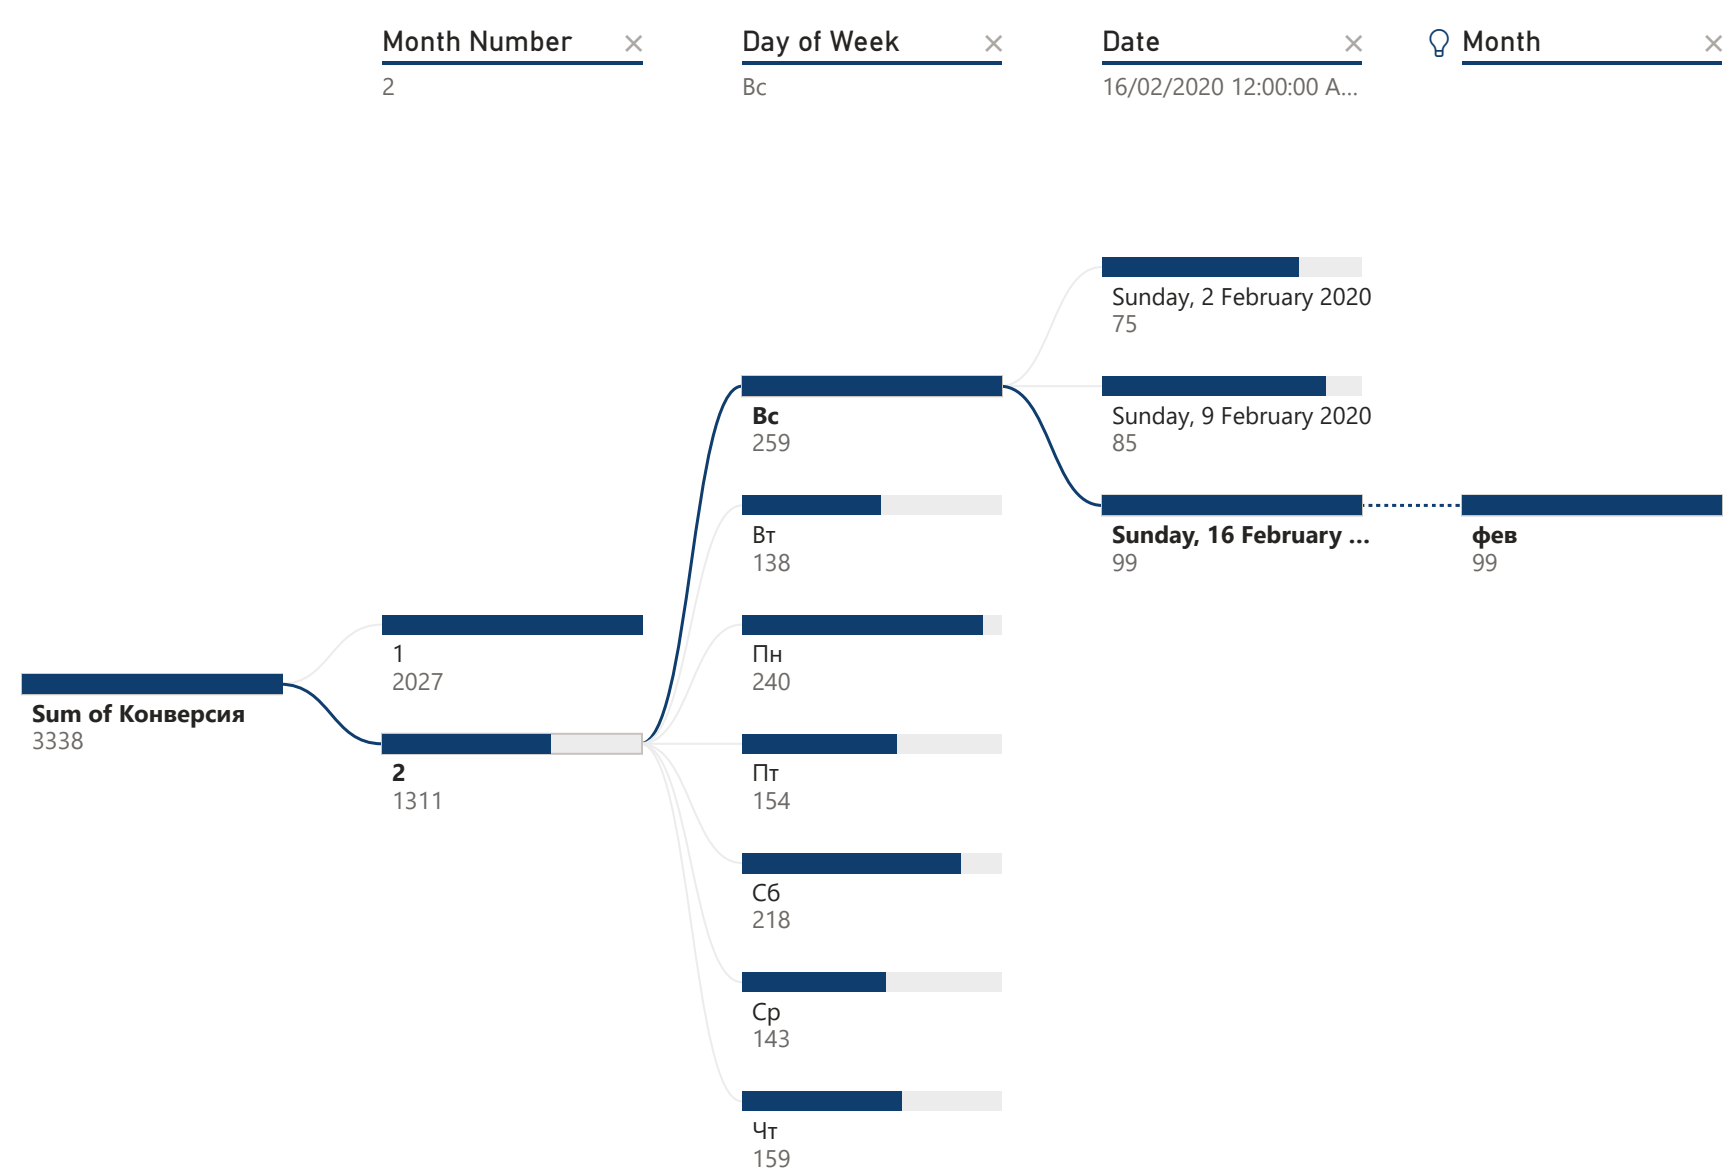 Month Number
2
Day of Week
Вс
Date
16/02/2020 12:00:00 A...
Month
Sum of Конверсия
3338
1
2027
2
1311
Вс
259
Вт
138
Пн
240
Пт
154
Сб
218
Ср
143
Чт
159
Sunday, 2 February 2020
75
Sunday, 9 February 2020
85
Sunday, 16 February ...
99
фев
99